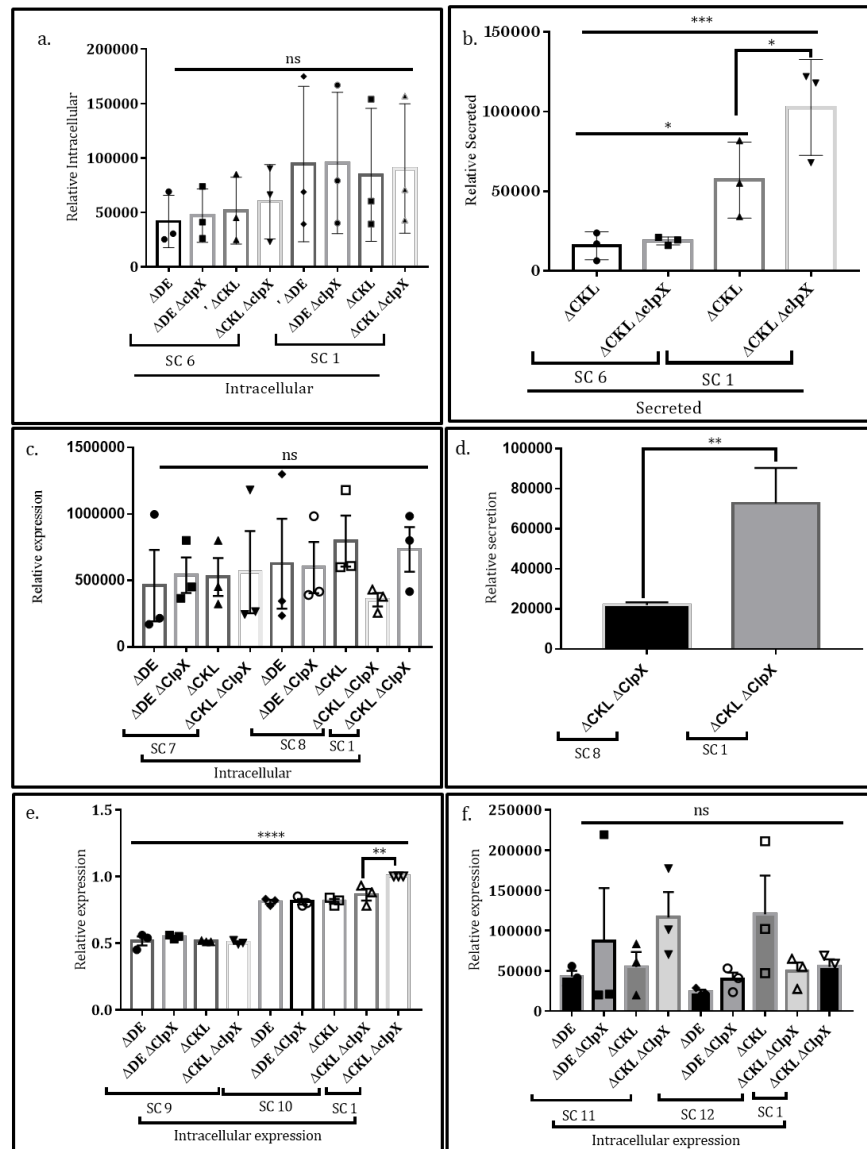 a.
ns
200000
150000
100000
50000
0
Relative Intracellular
ΔDE
ΔDE ΔclpX
'ΔCKL
ΔCKL ΔclpX
'ΔDE
ΔDE ΔclpX
ΔCKL
ΔCKL ΔclpX
SC 6
SC 1
Intracellular
b.
***
*
*
150000
100000
50000
0
Relative Secreted
ΔCKL
ΔCKL ΔclpX
ΔCKL
ΔCKL ΔclpX
SC 6
SC 1
Secreted
c.
ns
1500000
1000000
500000
0
Relative expression
ΔDE
ΔDE ΔClpX
ΔCKL
ΔCKL ΔClpX
ΔDE
ΔDE ΔClpX
ΔCKL
ΔCKL ΔClpX
ΔCKL ΔClpX
SC 7
SC 8
SC 1
Intracellular
d.
**
100000
80000
60000
40000
20000
0
Relative secretion
ΔCKL ΔClpX
ΔCKL ΔClpX
SC 8
SC 1
e.
****
**
1.5
1.0
0.5
0.0
Relative expression
ΔDE
ΔDE ΔClpX
ΔCKL
ΔCKL ΔclpX
ΔDE
ΔDE ΔClpX
ΔCKL
ΔCKL ΔclpX
ΔCKL ΔClpX
SC 9
SC 10
SC 1
Intracellular expression
f.
ns
250000
200000
150000
100000
50000
0
Relative expression
ΔDE
ΔDE ΔClpX
ΔCKL
ΔCKL ΔClpX
ΔDE
ΔDE ΔClpX
ΔCKL
ΔCKL ΔClpX
ΔCKL ΔClpX
SC 11
SC 12
SC 1
Intracellular expression